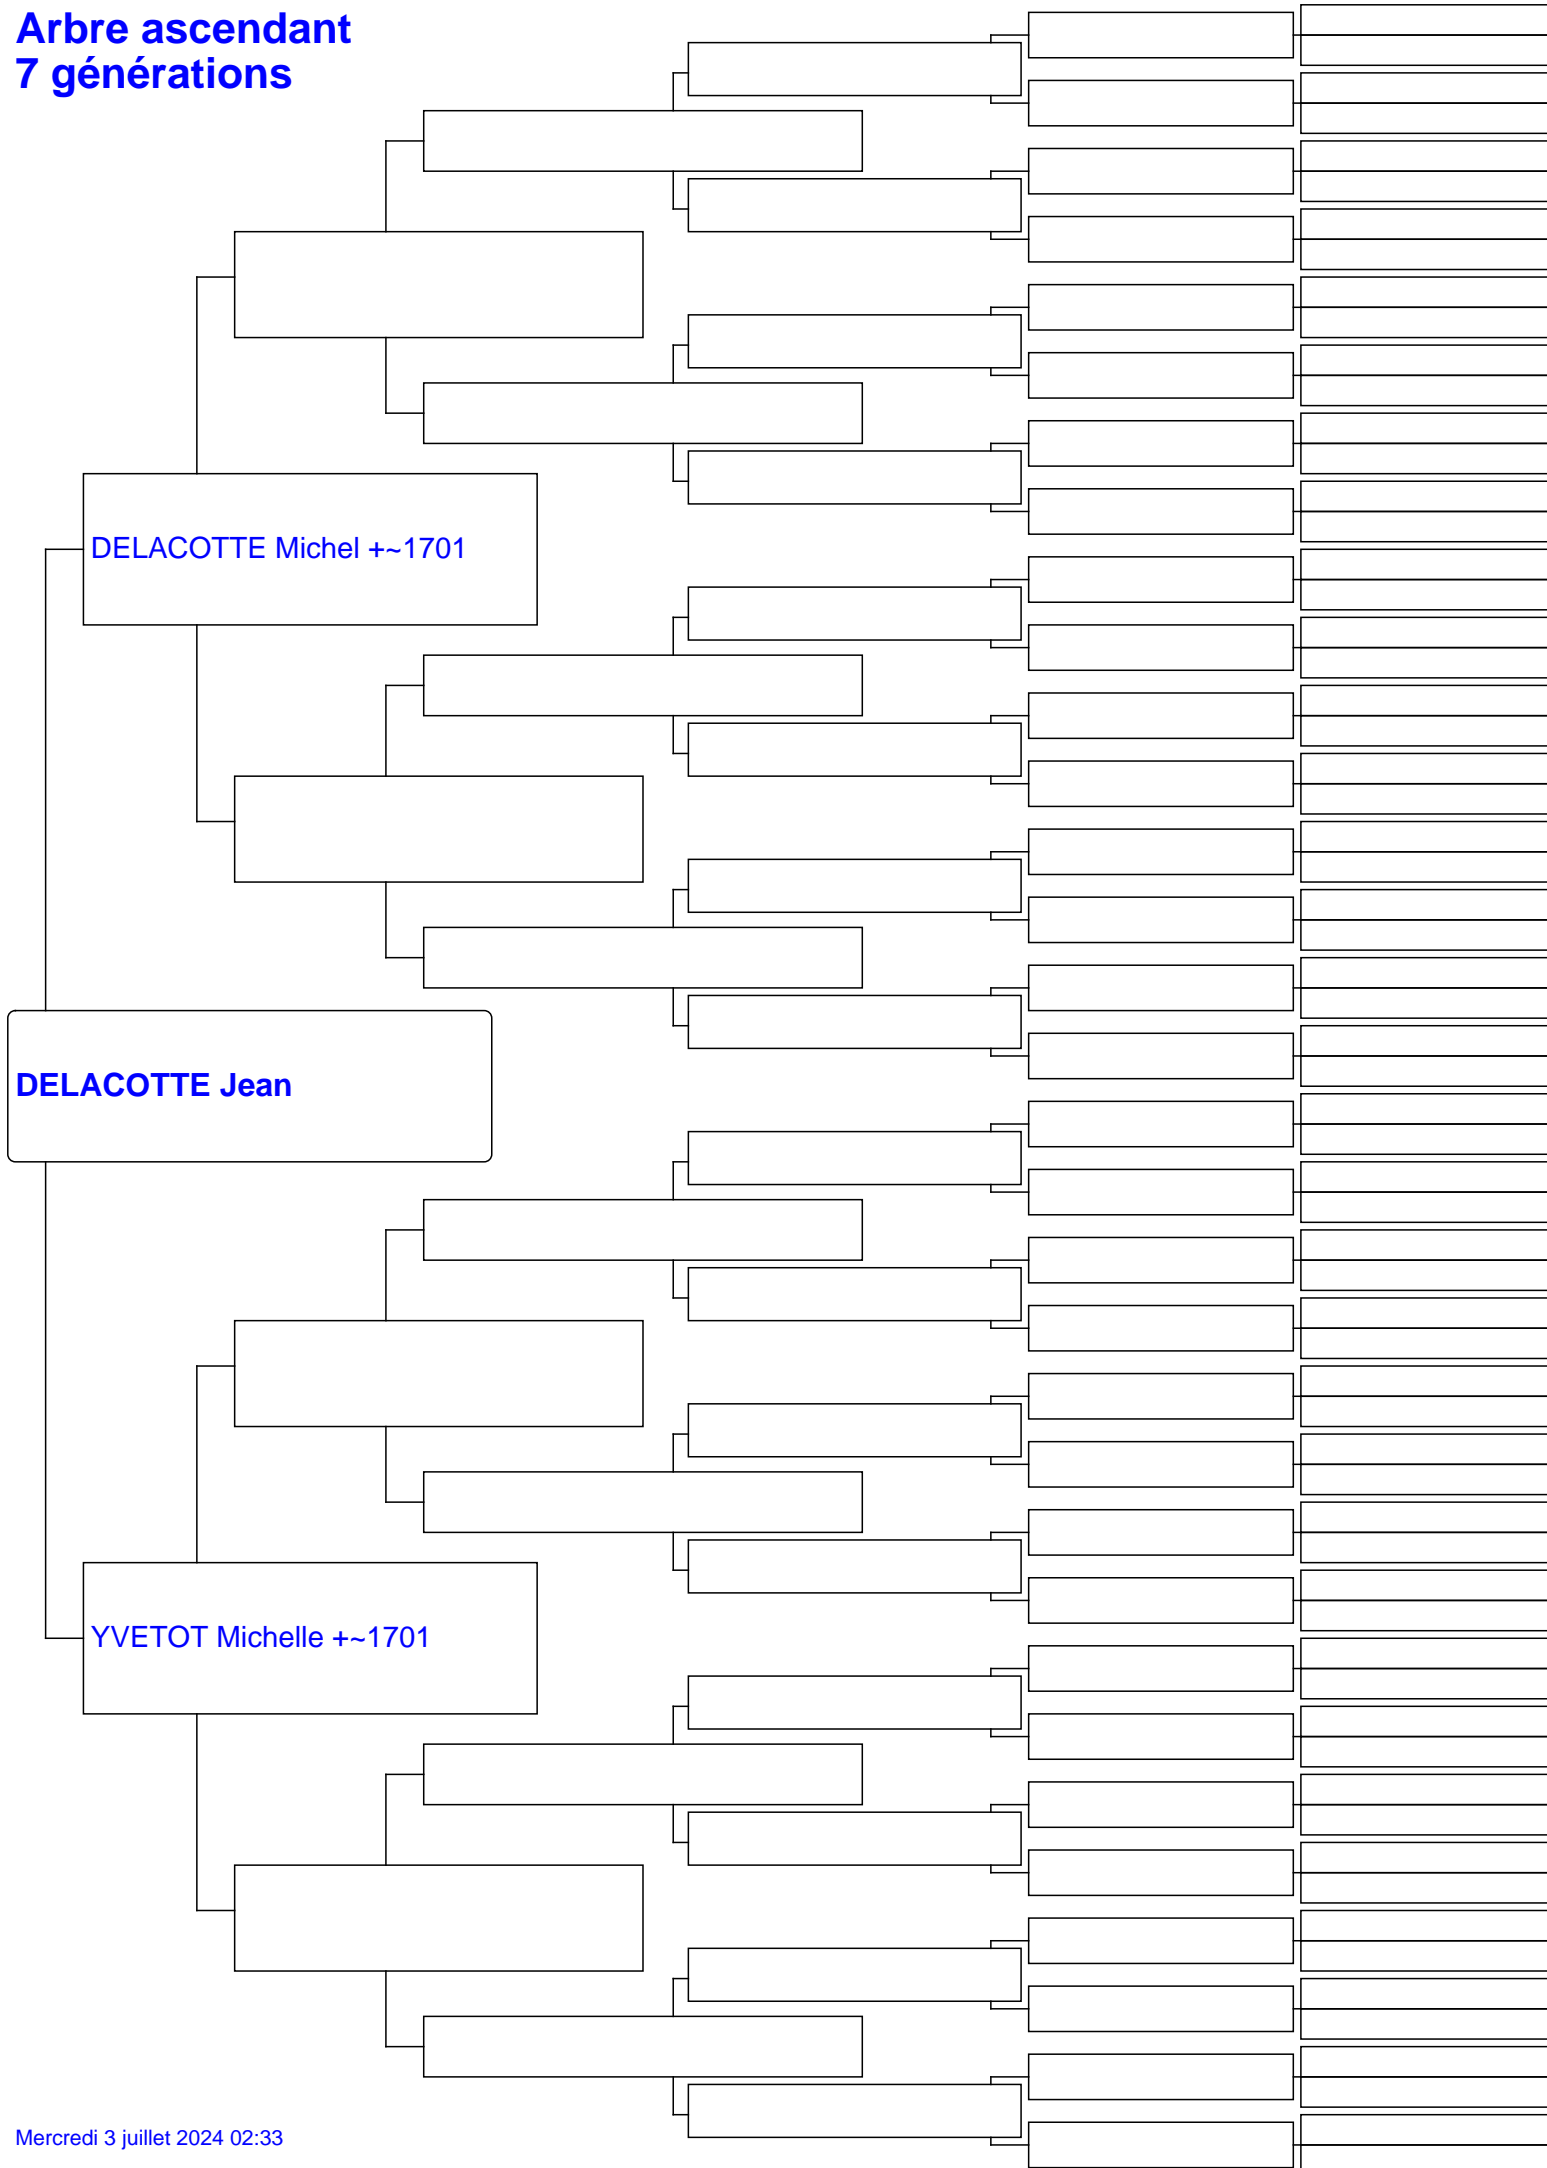 Arbre ascendant
7 générations
DELACOTTE Michel +~1701
DELACOTTE Jean
YVETOT Michelle +~1701
Mercredi 3 juillet 2024 02:33